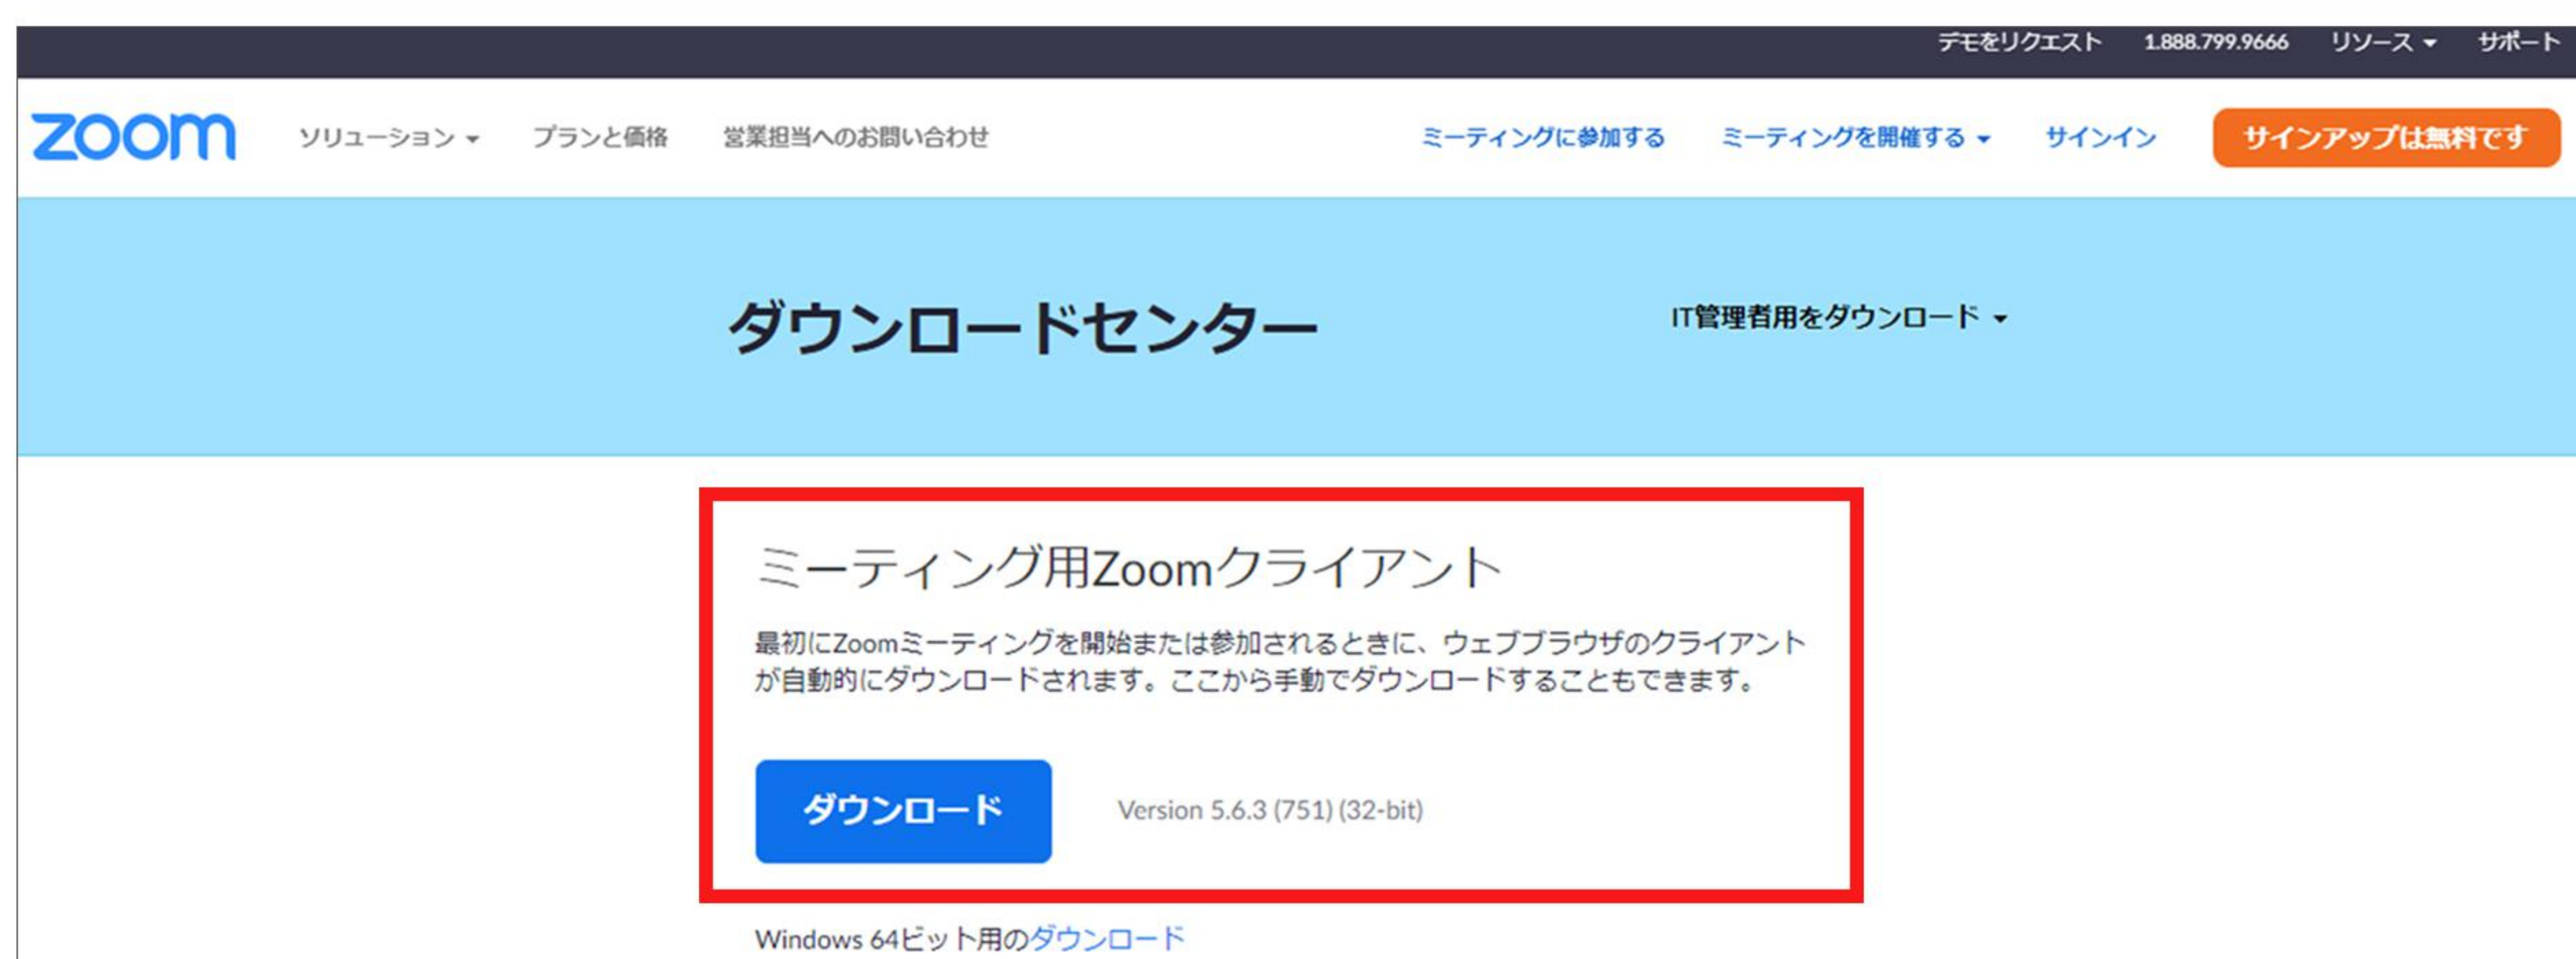 デモをリクエスト 1.888.799.9666 リソース サポート
zoom ソリューション プランと価格 営業担当へのお問い合わせ ミーティングに参加する ミーティングを開催する サインイン サインアップは無料です
ダウンロードセンター IT管理者用をダウンロード
ミーティング用Zoomクライアント
最初にZoomミーティングを開始または参加されるときに、ウェブブラウザのクライアント
が自動的にダウンロードされます。ここから手動でダウンロードすることもできます。
ダウンロード Version 5.6.3 (751) (32-bit)
Windows 64ビット用のダウンロード